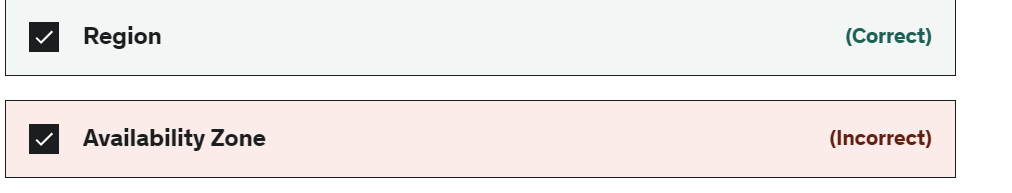 Region (Correct)
Availability Zone (Incorrect)